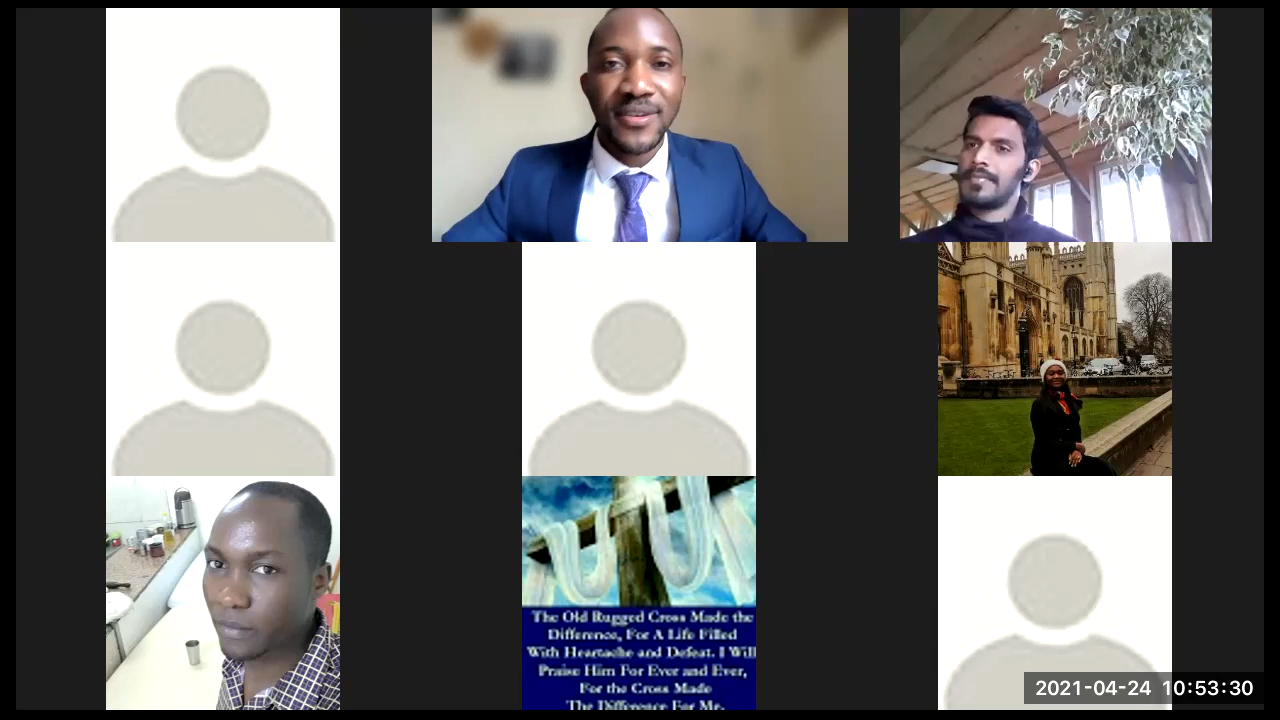 The Old Rugged Cross Made the
Difference, For A Life Filled
With Heartache and Defeat. I Will
Praise Him For Ever and Ever,
For the Cross Made
The Difference For Me.
2021-04-24 10:53:30